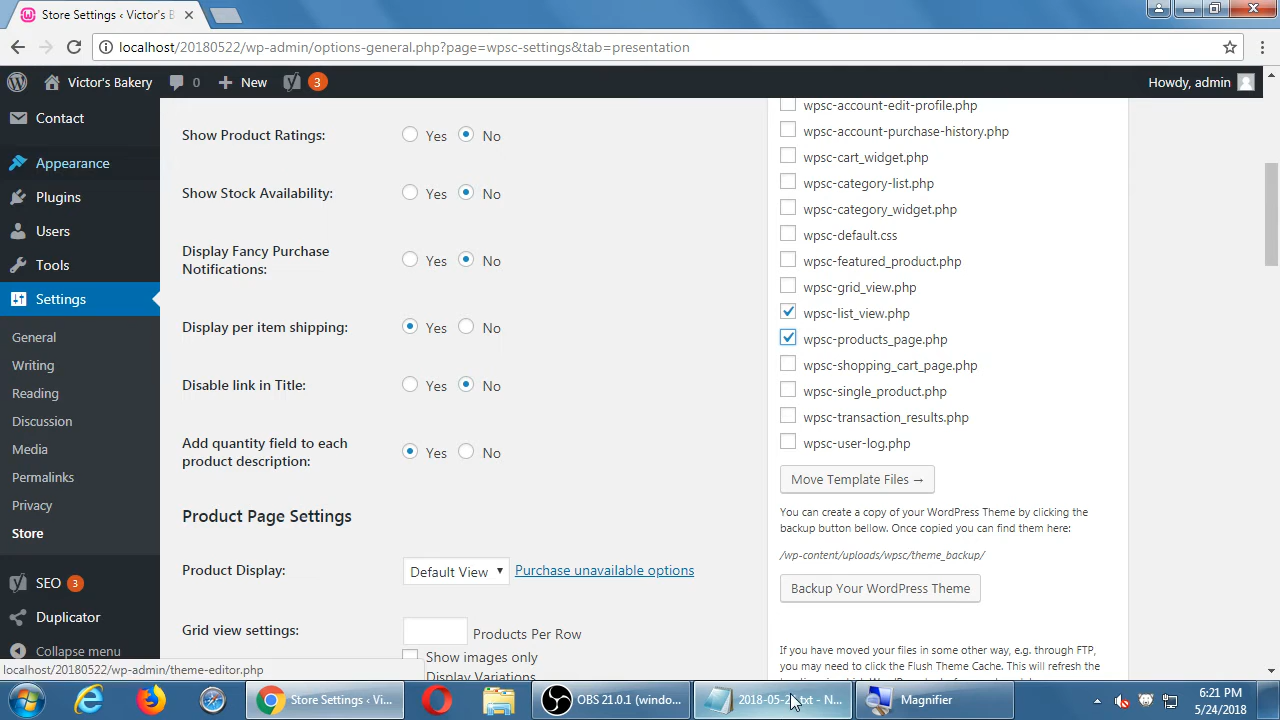 Store Settings ‹ Victor's B
localhost/20180522/wp-admin/options-general.php?page=wpsc-settings&tab=presentation
Victor's Bakery 0 New 3 Howdy, admin
Contact
Appearance
Plugins
Users
Tools
Settings
General
Writing
Reading
Discussion
Media
Permalinks
Privacy
Store
SEO 3
Duplicator
Collapse menu
localhost/20180522/wp-admin/theme-editor.php
Show Product Ratings: Yes No
Show Stock Availability: Yes No
Display Fancy Purchase
Notifications: Yes No
Display per item shipping: Yes No
Disable link in Title: Yes No
Add quantity field to each
product description: Yes No
Product Page Settings
Product Display: Default View Purchase unavailable options
Grid view settings: Products Per Row
Show images only
Display Variations
wpsc-account-edit-profile.php
wpsc-account-purchase-history.php
wpsc-cart_widget.php
wpsc-category-list.php
wpsc-category_widget.php
wpsc-default.css
wpsc-featured_product.php
wpsc-grid_view.php
wpsc-list_view.php
wpsc-products_page.php
wpsc-shopping_cart_page.php
wpsc-single_product.php
wpsc-transaction_results.php
wpsc-user-log.php
Move Template Files →
You can create a copy of your WordPress Theme by clicking the
backup button bellow. Once copied you can find them here:
/wp-content/uploads/wpsc/theme_backup/
Backup Your WordPress Theme
If you have moved your files in some other way, e.g. through FTP,
you may need to click the Flush Theme Cache. This will refresh the
Store Settings ‹ Vi... OBS 21.0.1 (windo... Magnifier
6:21 PM
5/24/2018